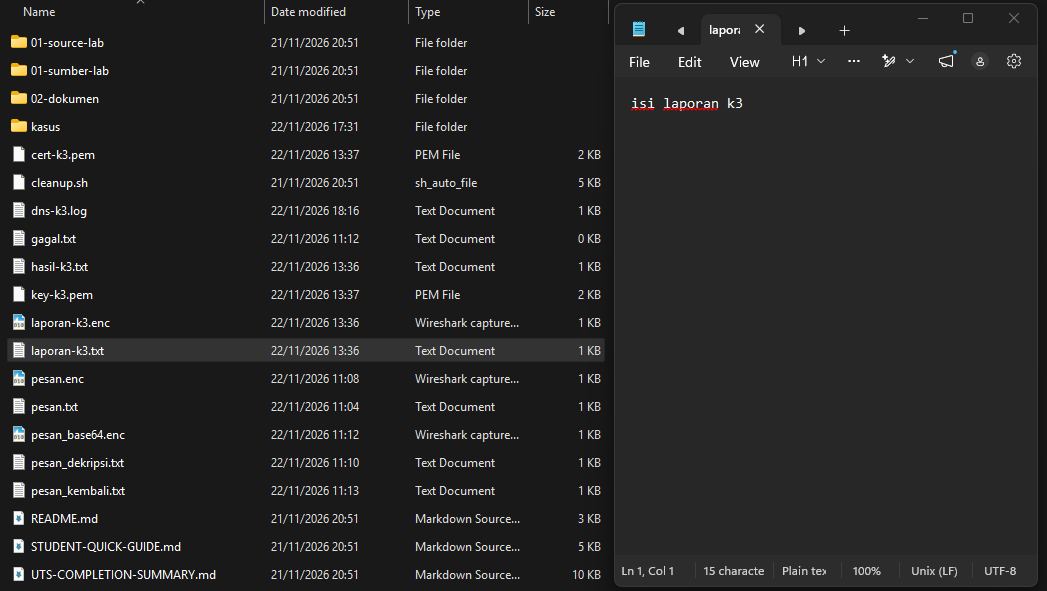 Name Date modified Type Size
01-source-lab 21/11/2026 20:51 File folder
01-sumber-lab 21/11/2026 20:51 File folder
02-dokumen 21/11/2026 20:51 File folder
kasus 22/11/2026 17:31 File folder
cert-k3.pem 22/11/2026 13:37 PEM File 2 KB
cleanup.sh 21/11/2026 20:51 sh_auto_file 5 KB
dns-k3.log 22/11/2026 18:16 Text Document 1 KB
gagal.txt 22/11/2026 11:12 Text Document 0 KB
hasil-k3.txt 22/11/2026 13:36 Text Document 1 KB
key-k3.pem 22/11/2026 13:37 PEM File 2 KB
laporan-k3.enc 22/11/2026 13:36 Wireshark capture... 1 KB
laporan-k3.txt 22/11/2026 13:36 Text Document 1 KB
pesan.enc 22/11/2026 11:08 Wireshark capture... 1 KB
pesan.txt 22/11/2026 11:04 Text Document 1 KB
pesan_base64.enc 22/11/2026 11:12 Wireshark capture... 1 KB
pesan_dekripsi.txt 22/11/2026 11:10 Text Document 1 KB
pesan_kembali.txt 22/11/2026 11:13 Text Document 1 KB
README.md 21/11/2026 20:51 Markdown Source... 3 KB
STUDENT-QUICK-GUIDE.md 21/11/2026 20:51 Markdown Source... 5 KB
UTS-COMPLETION-SUMMARY.md 21/11/2026 20:51 Markdown Source... 10 KB
lapora
File Edit View H1 ...
isi laporan k3
Ln 1, Col 1 15 characte Plain tex 100% Unix (LF) UTF-8